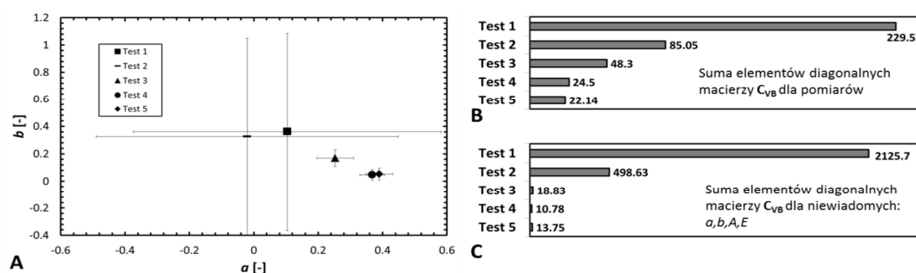 1.2
1
0.8
0.6
0.4
0.2
0
-0.2
-0.4
b [-]
-0.6 -0.4 -0.2 0 0.2 0.4 0.6
a [-]
Test 1
Test 2
Test 3
Test 4
Test 5
A
Test 1 229.5
Test 2 85.05
Test 3 48.3
Test 4 24.5
Test 5 22.14
Suma elementów diagonalnych
macierzy CVB dla pomiarów
B
Test 1 2125.7
Test 2 498.63
Test 3 18.83
Test 4 10.78
Test 5 13.75
Suma elementów diagonalnych
macierzy CVB dla niewiadomych:
a,b,A,E
C